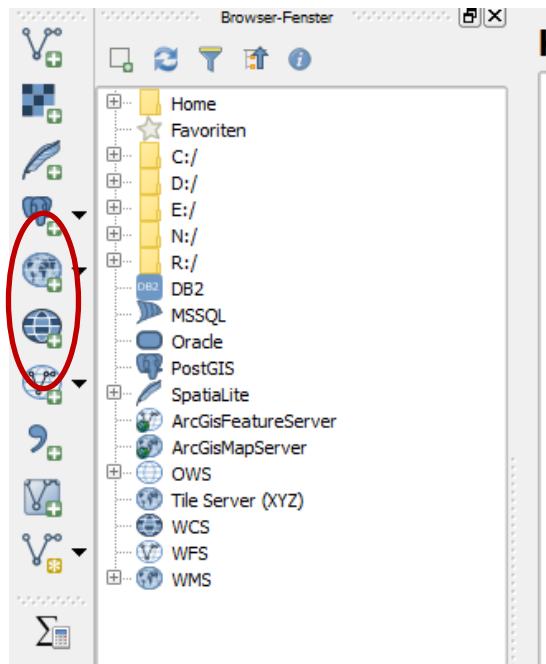 Browser-Fenster
Home
Favoriten
C:/
D:/
E:/
N:/
R:/
DB2 DB2
MSSQL
Oracle
PostGIS
SpatiaLite
ArcGisFeatureServer
ArcGisMapServer
OWS
Tile Server (XYZ)
WCS
WFS
WMS
Σ